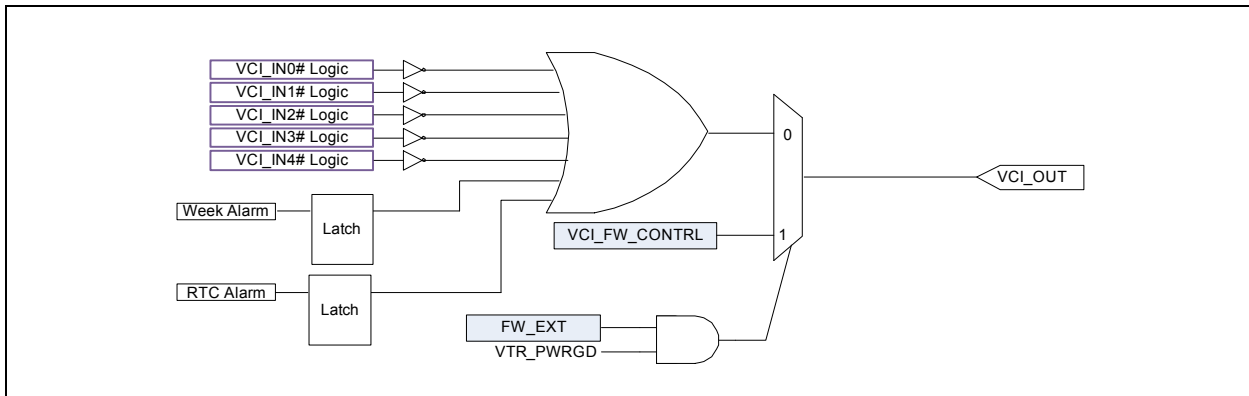 VCI_IN0# Logic
VCI_IN1# Logic
VCI_IN2# Logic
VCI_IN3# Logic
VCI_IN4# Logic
Week Alarm
Latch
RTC Alarm
Latch
VCI_FW_CONTRL
FW_EXT
VTR_PWRGD
0
1
VCI_OUT